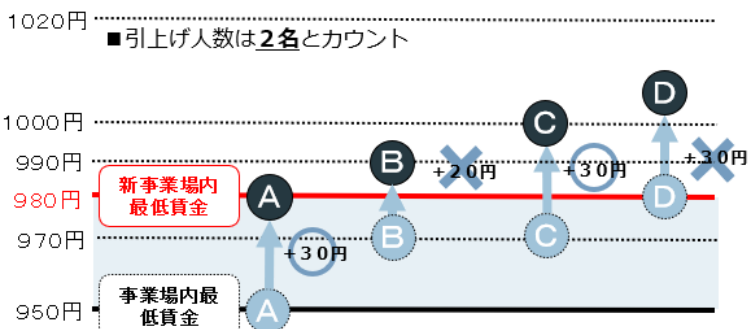 1020円
■引上げ人数は２名とカウント
D
1000円
C
990円
B
+20円
+30円
+30円
新事業場内
最低賃金
980円
A
D
970円
B
C
+30円
事業場内最
低賃金
950円
A